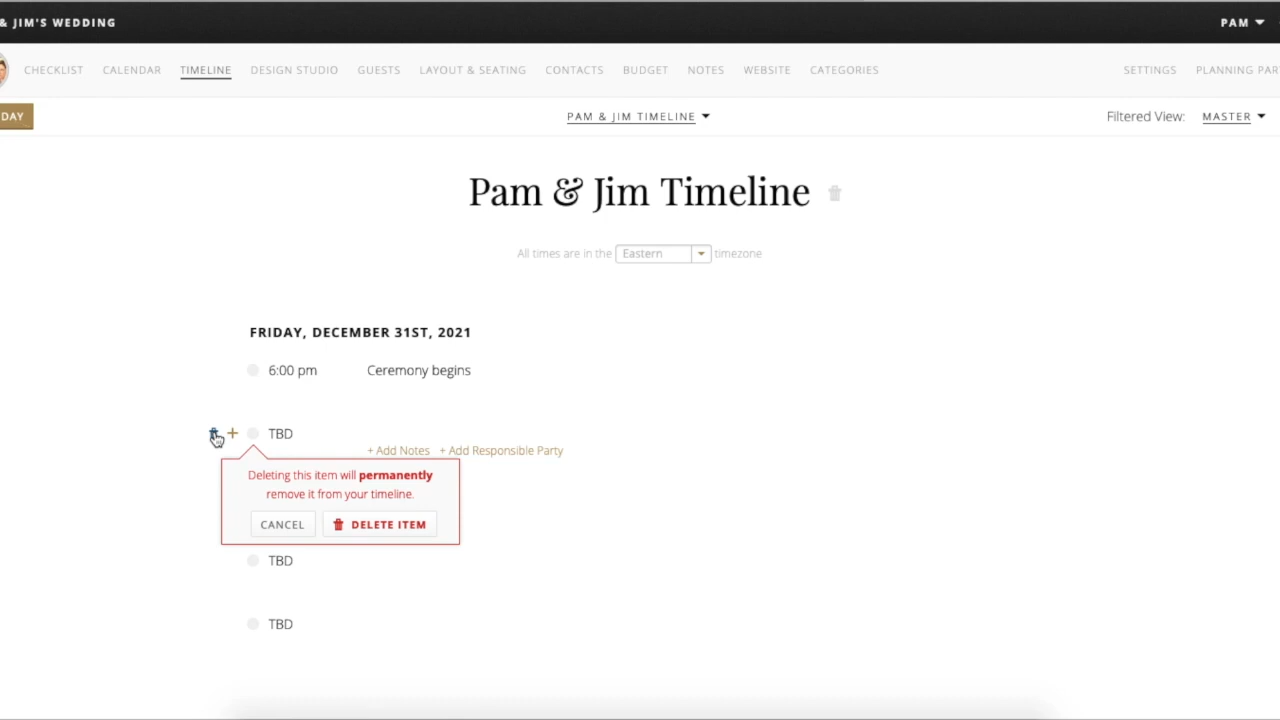 & JIM'S WEDDING
PAM
CHECKLIST CALENDAR TIMELINE DESIGN STUDIO GUESTS LAYOUT & SEATING CONTACTS BUDGET NOTES WEBSITE CATEGORIES SETTINGS PLANNING PAR
DAY
PAM & JIM TIMELINE
Filtered View: MASTER
Pam & Jim Timeline
All times are in the Eastern timezone
FRIDAY, DECEMBER 31ST, 2021
6:00 pm Ceremony begins
+ TBD
+ Add Notes + Add Responsible Party
Deleting this item will permanently
remove it from your timeline.
CANCEL DELETE ITEM
TBD
TBD